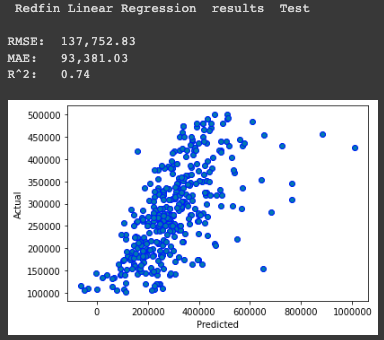 Redfin Linear Regression results Test
RMSE: 137,752.83
MAE: 93,381.03
R^2: 0.74
500000
450000
400000
350000
300000
250000
200000
150000
100000
Actual
0 200000 400000 600000 800000 1000000
Predicted